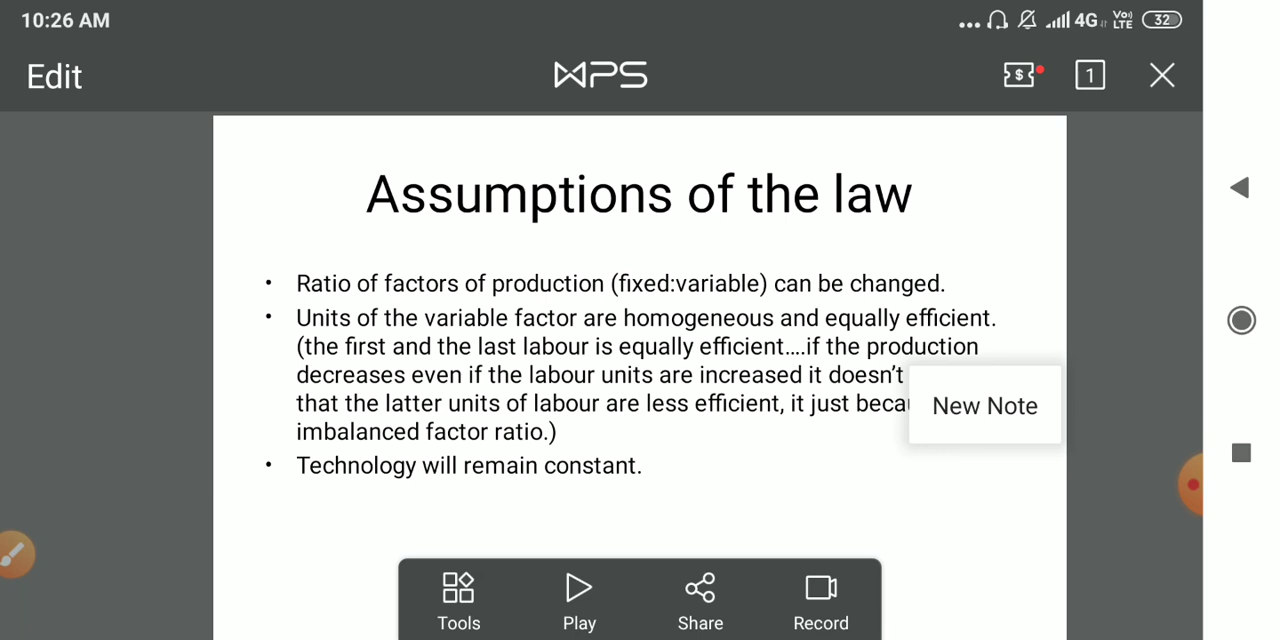 10:26 AM
4G Vo) LTE 32
Edit
WPS
$
1
Assumptions of the law
• Ratio of factors of production (fixed:variable) can be changed.
• Units of the variable factor are homogeneous and equally efficient.
(the first and the last labour is equally efficient....if the production
decreases even if the labour units are increased it doesn't
that the latter units of labour are less efficient, it just
imbalanced factor ratio.)
New Note
• Technology will remain constant.
Tools
Play
Share
Record